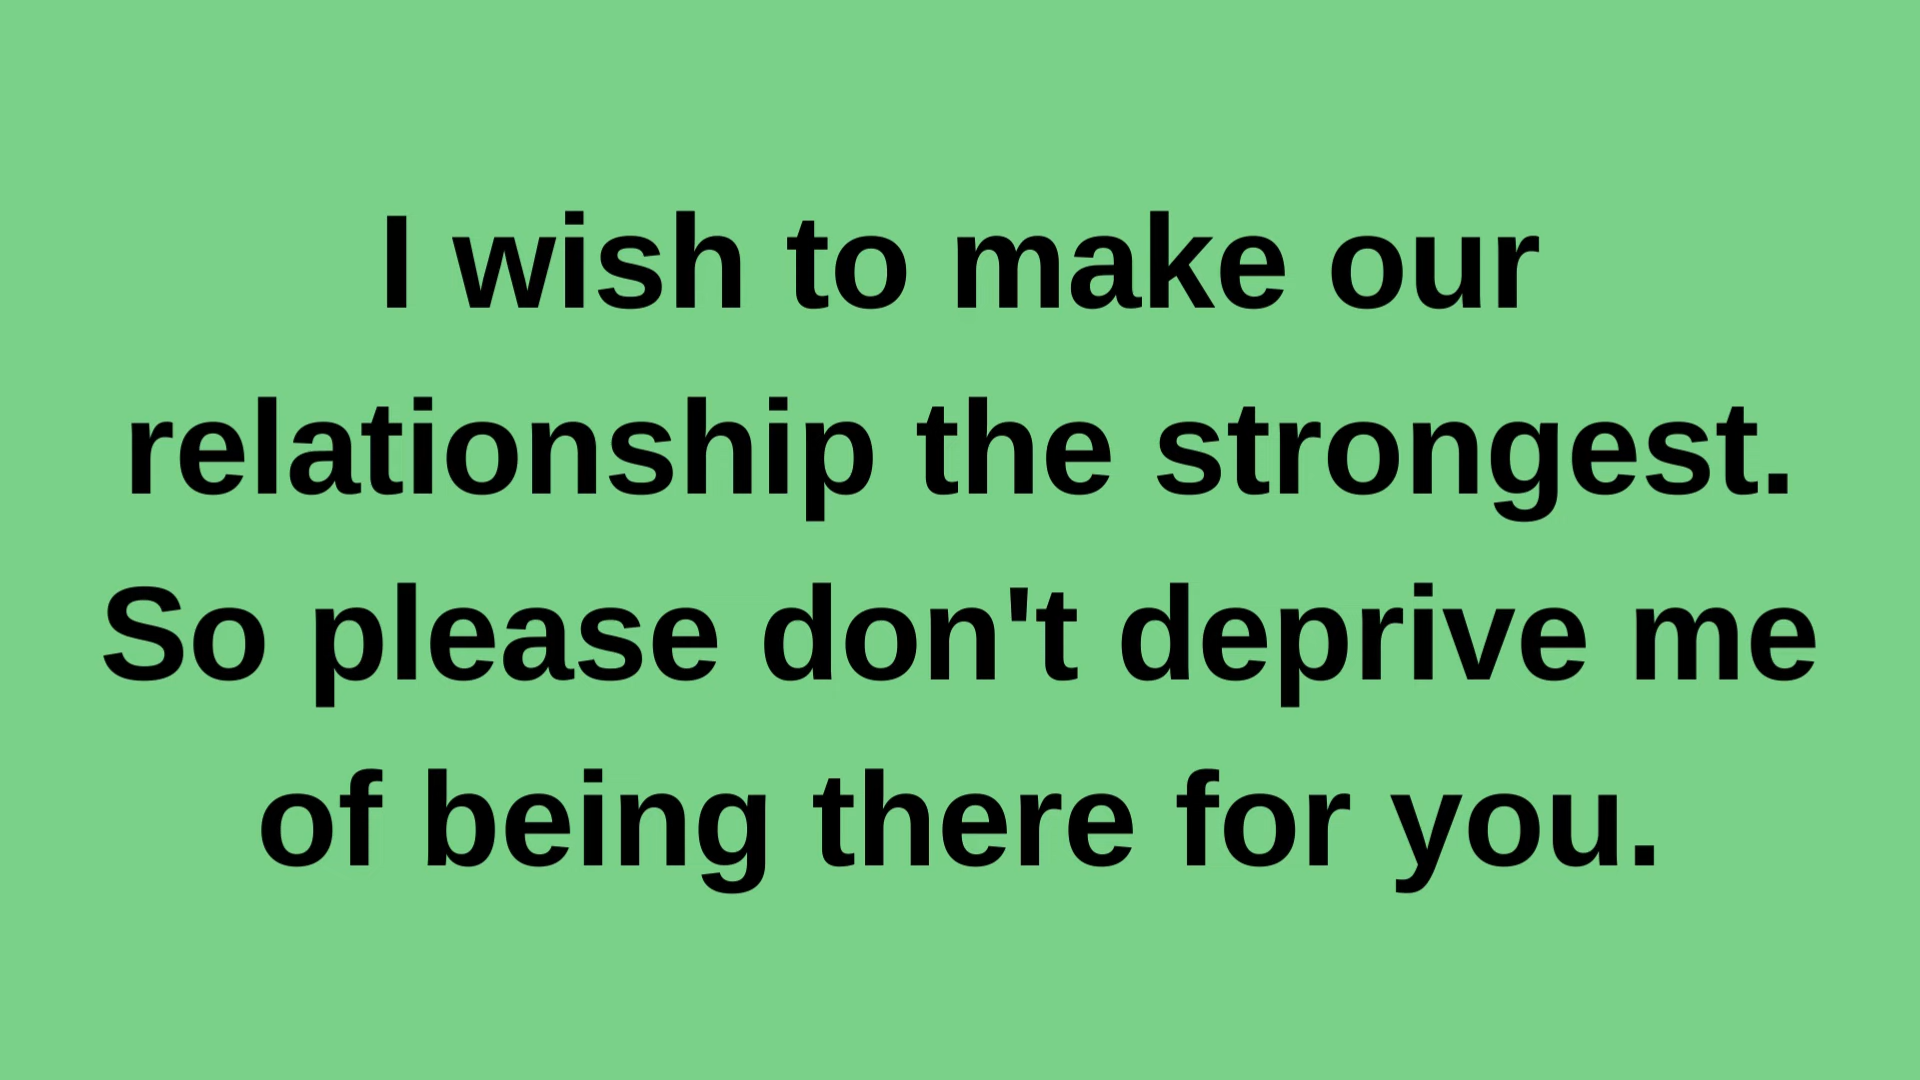 I wish to make our
relationship the strongest.
So please don't deprive me
of being there for you.